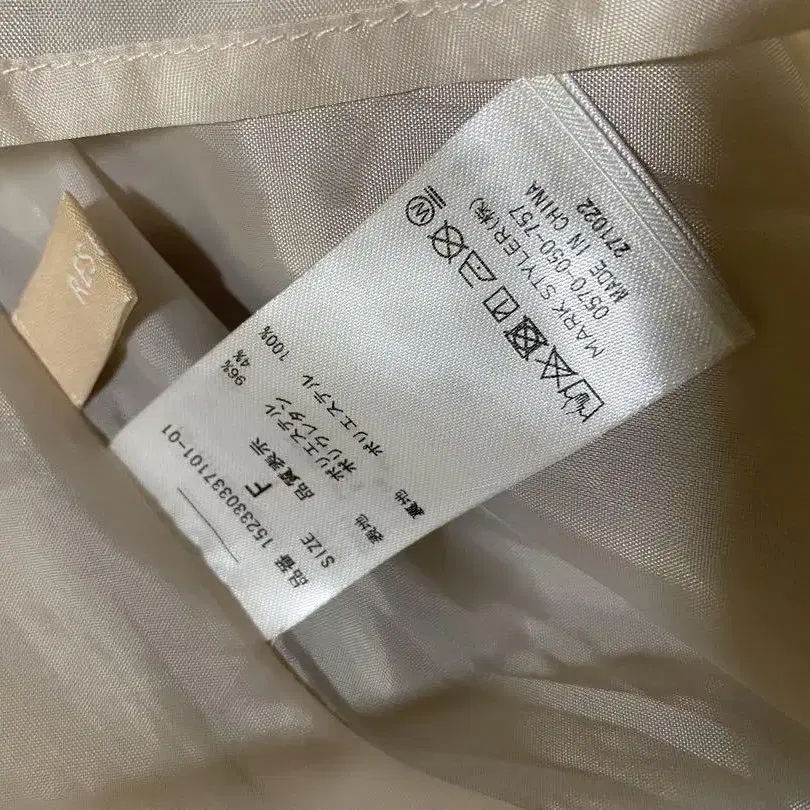 品番 152330337101-01
SIZE F
品質表示
表地 ポリエステル 96%
ポリウレタン 4%
裏地 ポリエステル 100%
MARK STYLER(株)
0570-050-757
MADE IN CHINA
271022